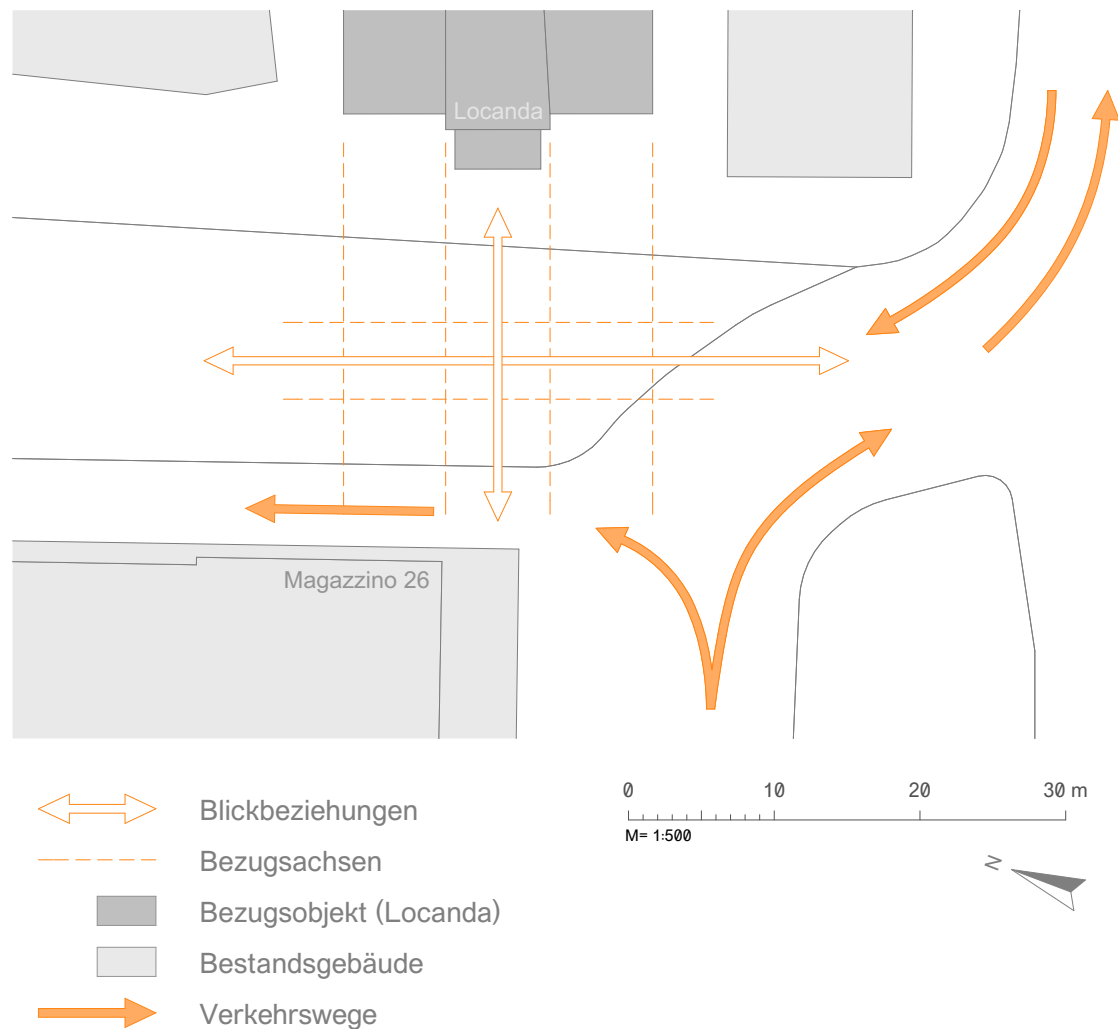 Locanda
Magazzino 26
0 10 20 30 m
M= 1:500
N
Blickbeziehungen
Bezugsachsen
Bezugsobjekt (Locanda)
Bestandsgebäude
Verkehrswege